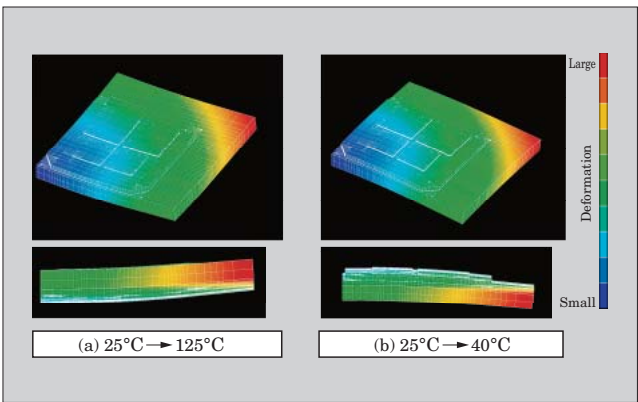 Large
Deformation
Small
(a) 25°C → 125°C
(b) 25°C → 40°C